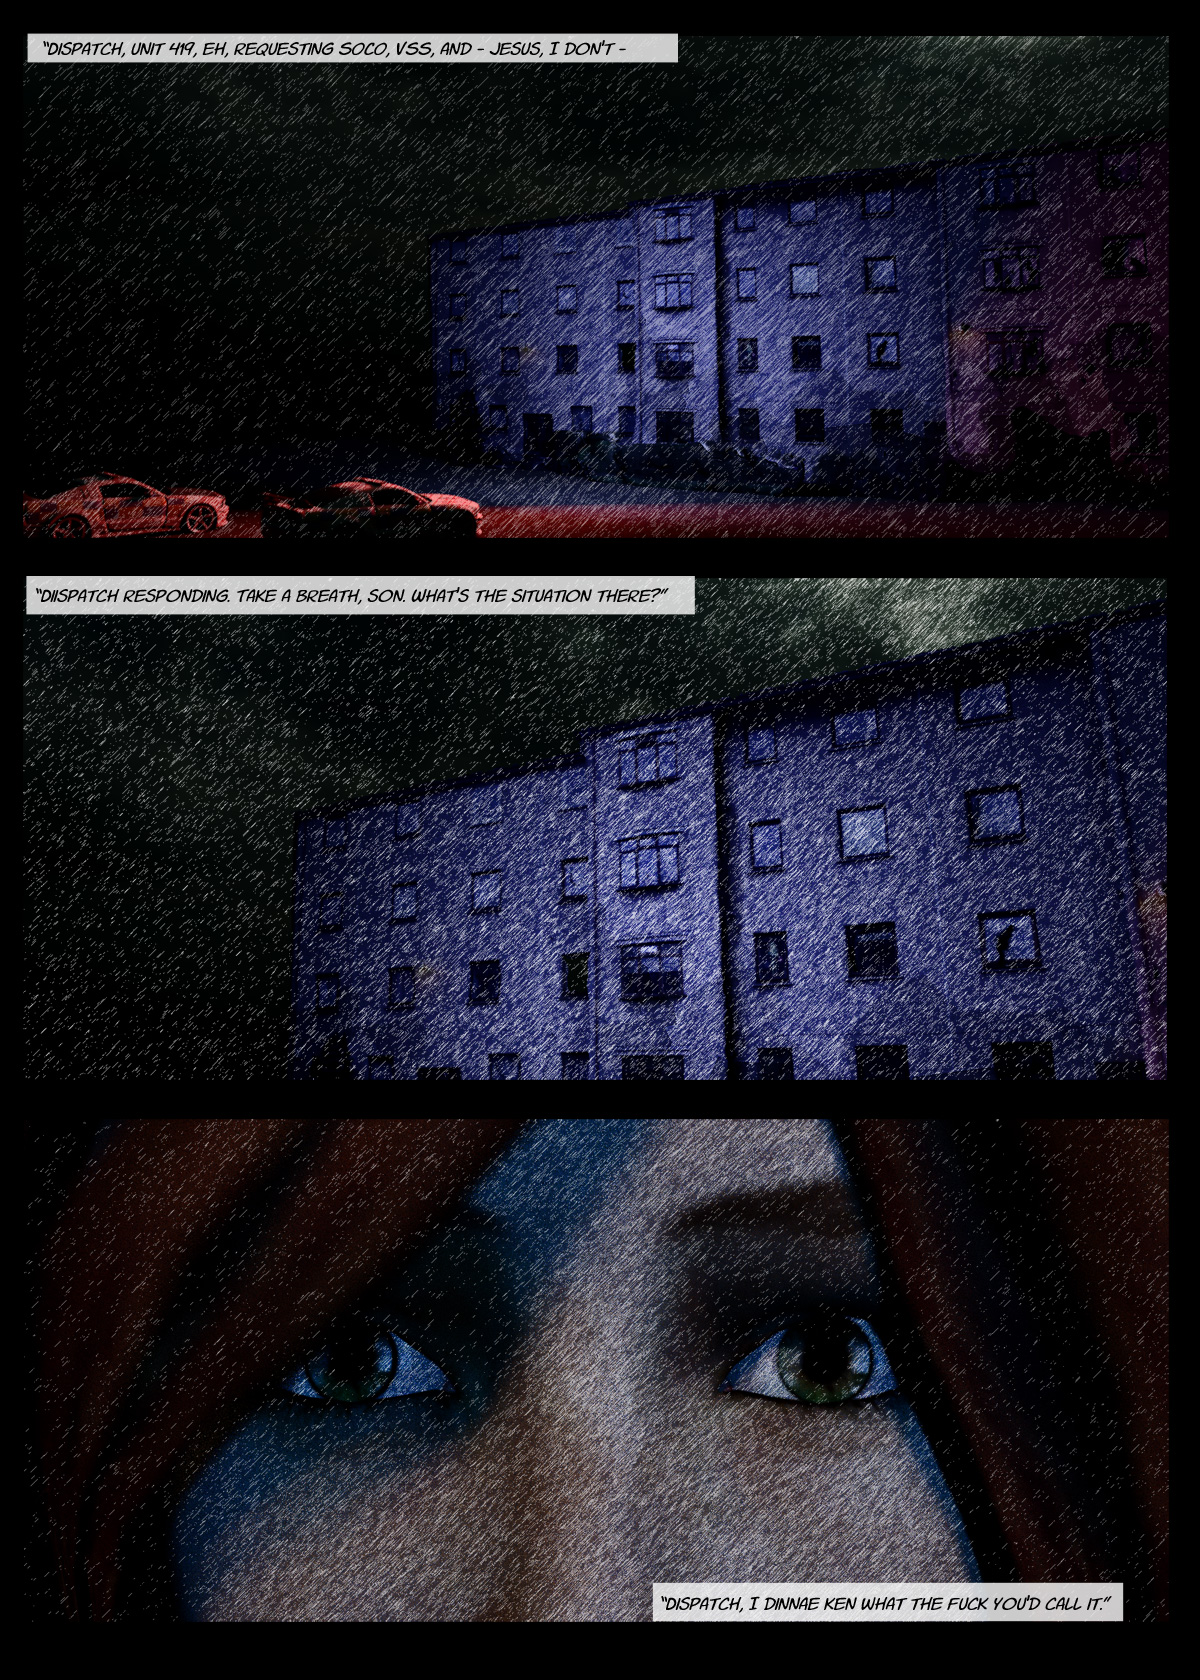 "DISPATCH, UNIT 419, EH, REQUESTING SOCO, VSS, AND - JESUS, I DON'T -
"DIISPATCH RESPONDING. TAKE A BREATH, SON. WHAT'S THE SITUATION THERE?"
"DISPATCH, I DINNAE KEN WHAT THE FUCK YOU'D CALL IT."